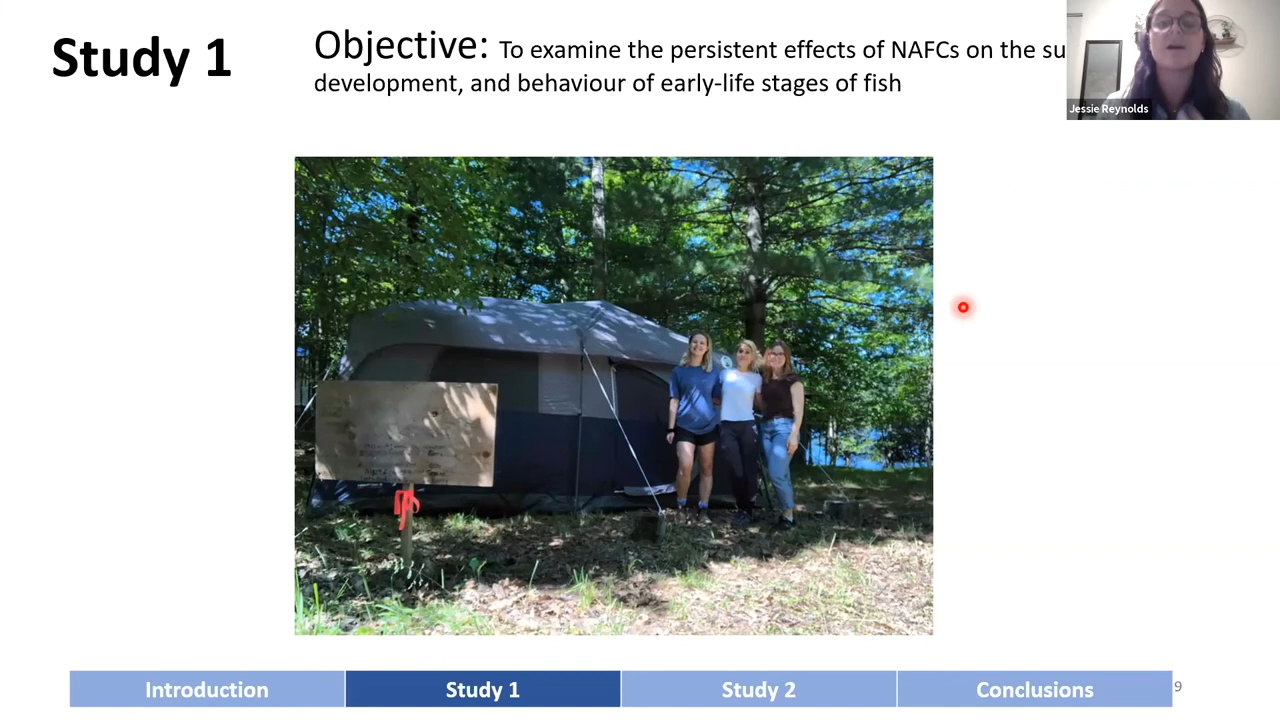 Study 1
Objective: To examine the persistent effects of NAFCs on the su
development, and behaviour of early-life stages of fish
Jessie Reynolds
Introduction
Study 1
Study 2
Conclusions
9